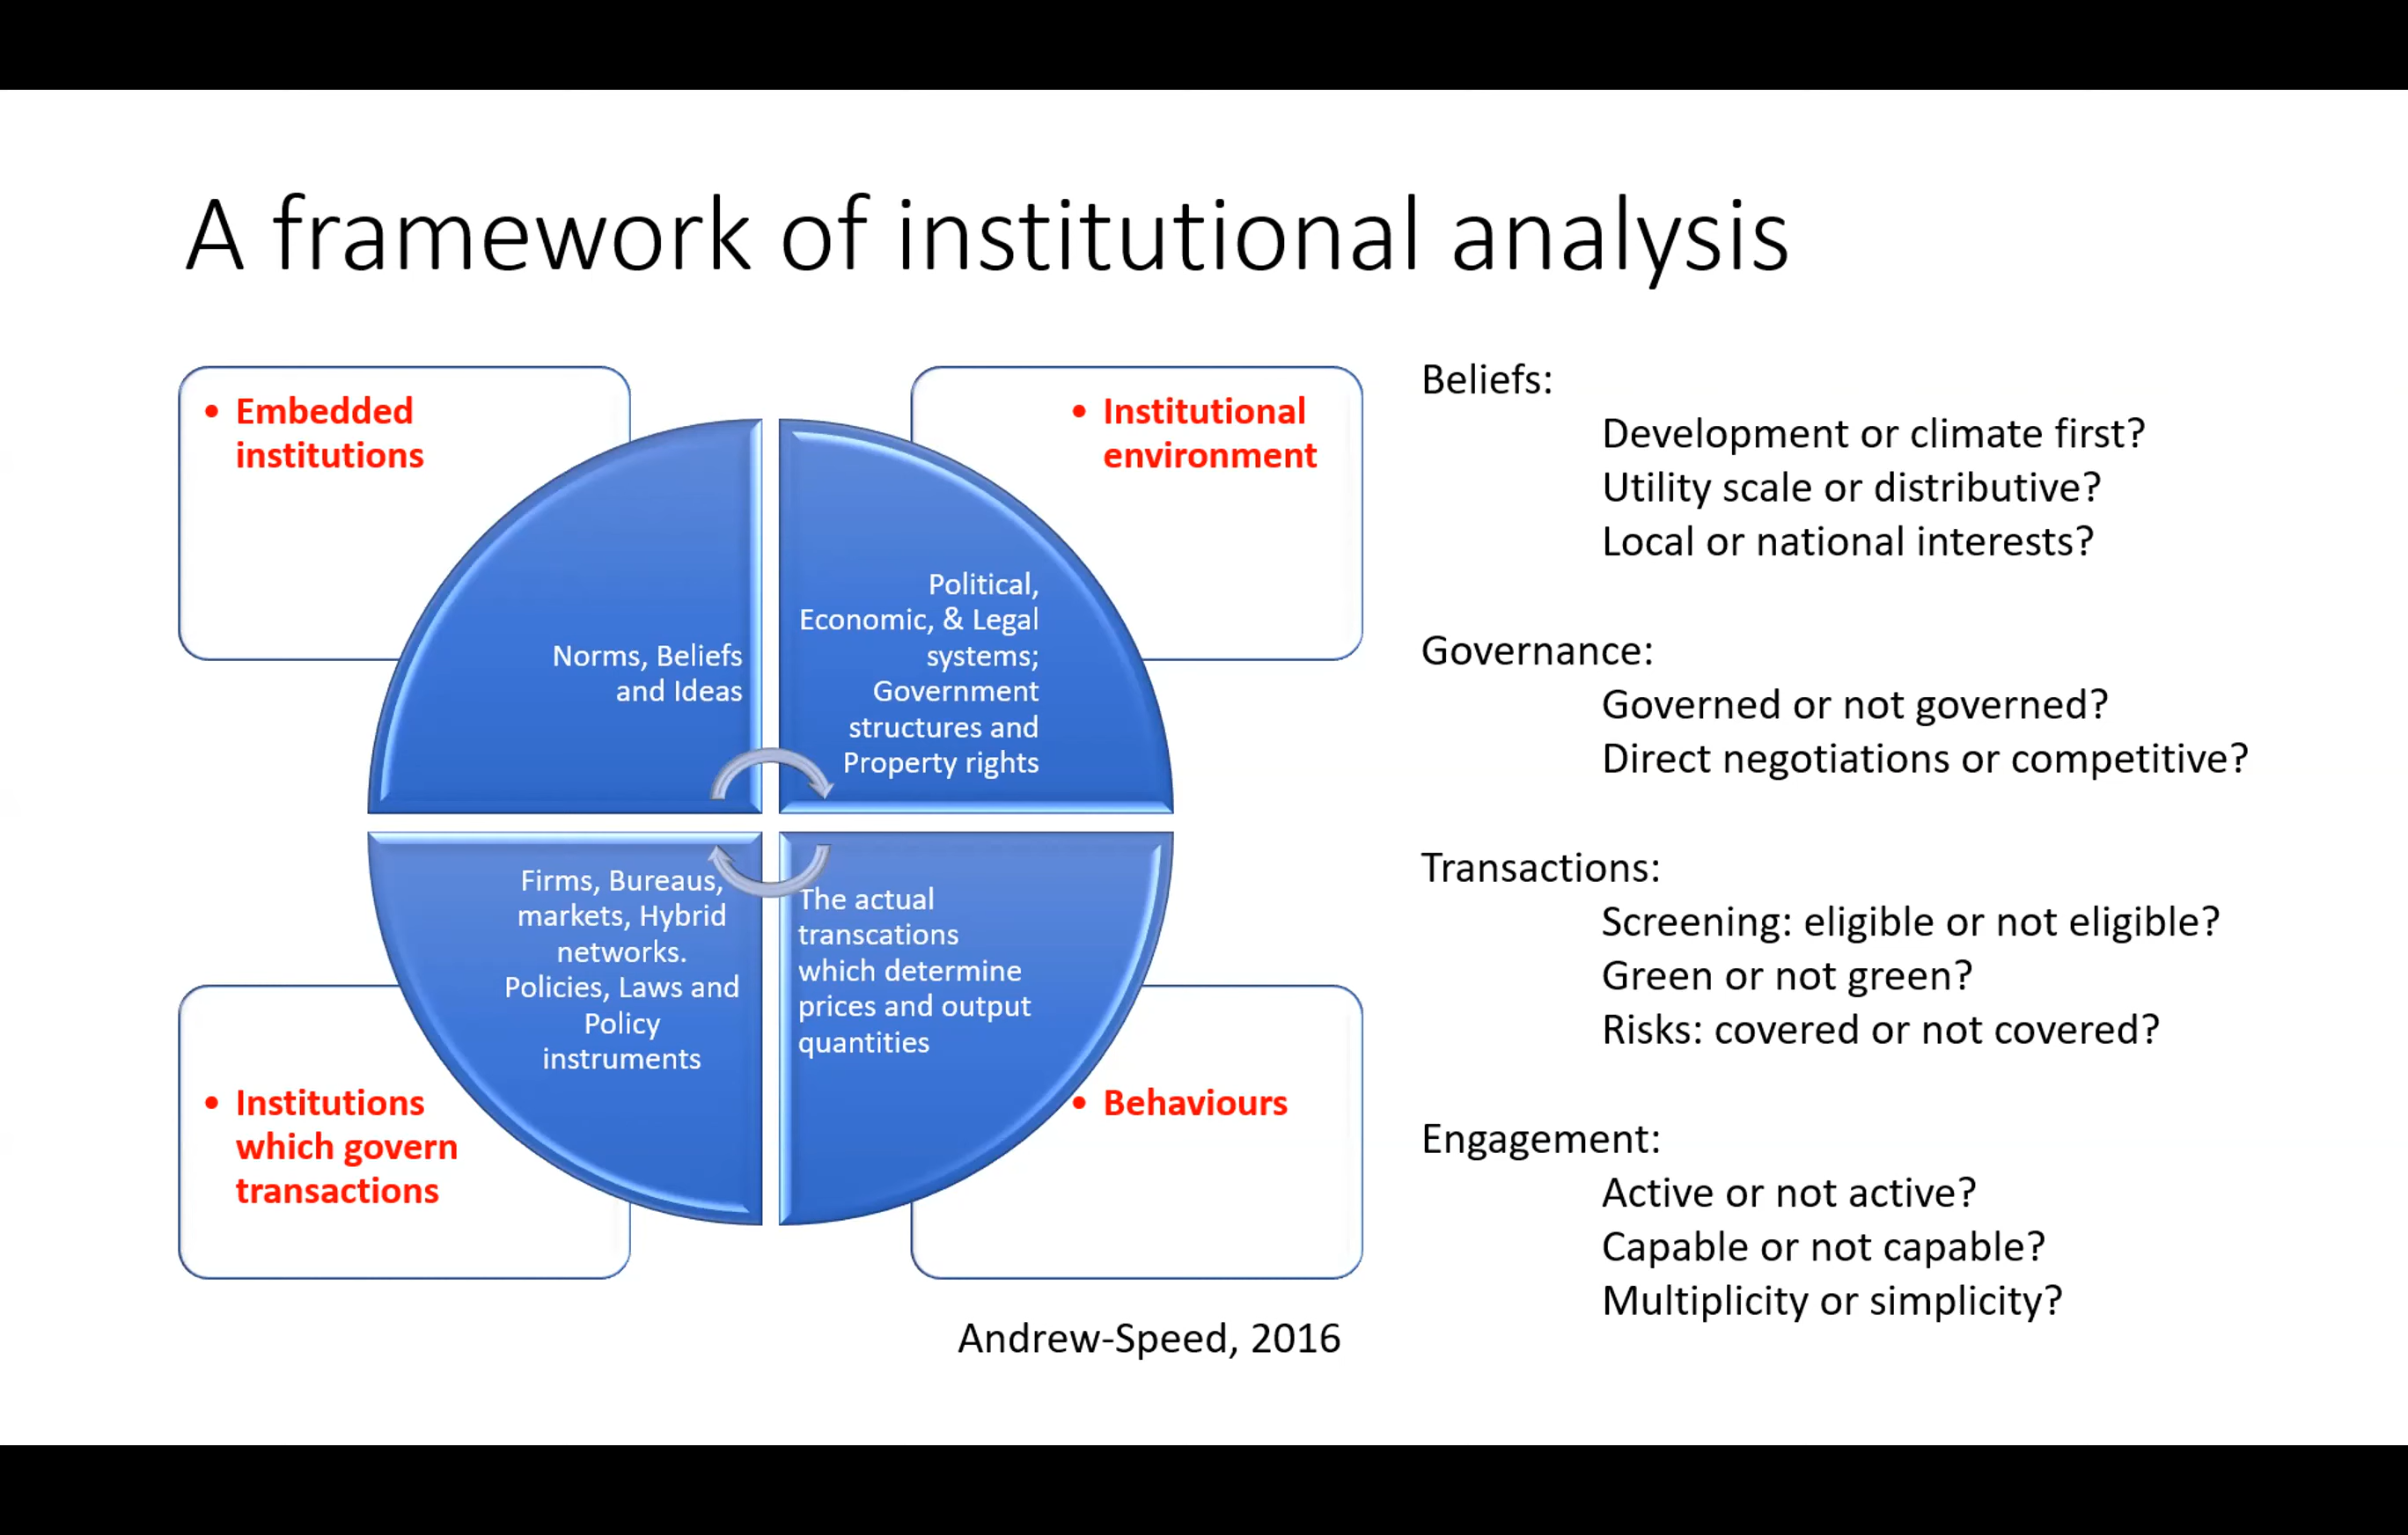 A framework of institutional analysis
• Embedded
institutions
• Institutional
environment
Norms, Beliefs
and Ideas
Political,
Economic, & Legal
systems;
Government
structures and
Property rights
Firms, Bureaus,
markets, Hybrid
networks.
Policies, Laws and
Policy
instruments
The actual
transcations
which determine
prices and output
quantities
• Institutions
which govern
transactions
• Behaviours
Andrew-Speed, 2016
Beliefs:
Development or climate first?
Utility scale or distributive?
Local or national interests?
Governance:
Governed or not governed?
Direct negotiations or competitive?
Transactions:
Screening: eligible or not eligible?
Green or not green?
Risks: covered or not covered?
Engagement:
Active or not active?
Capable or not capable?
Multiplicity or simplicity?